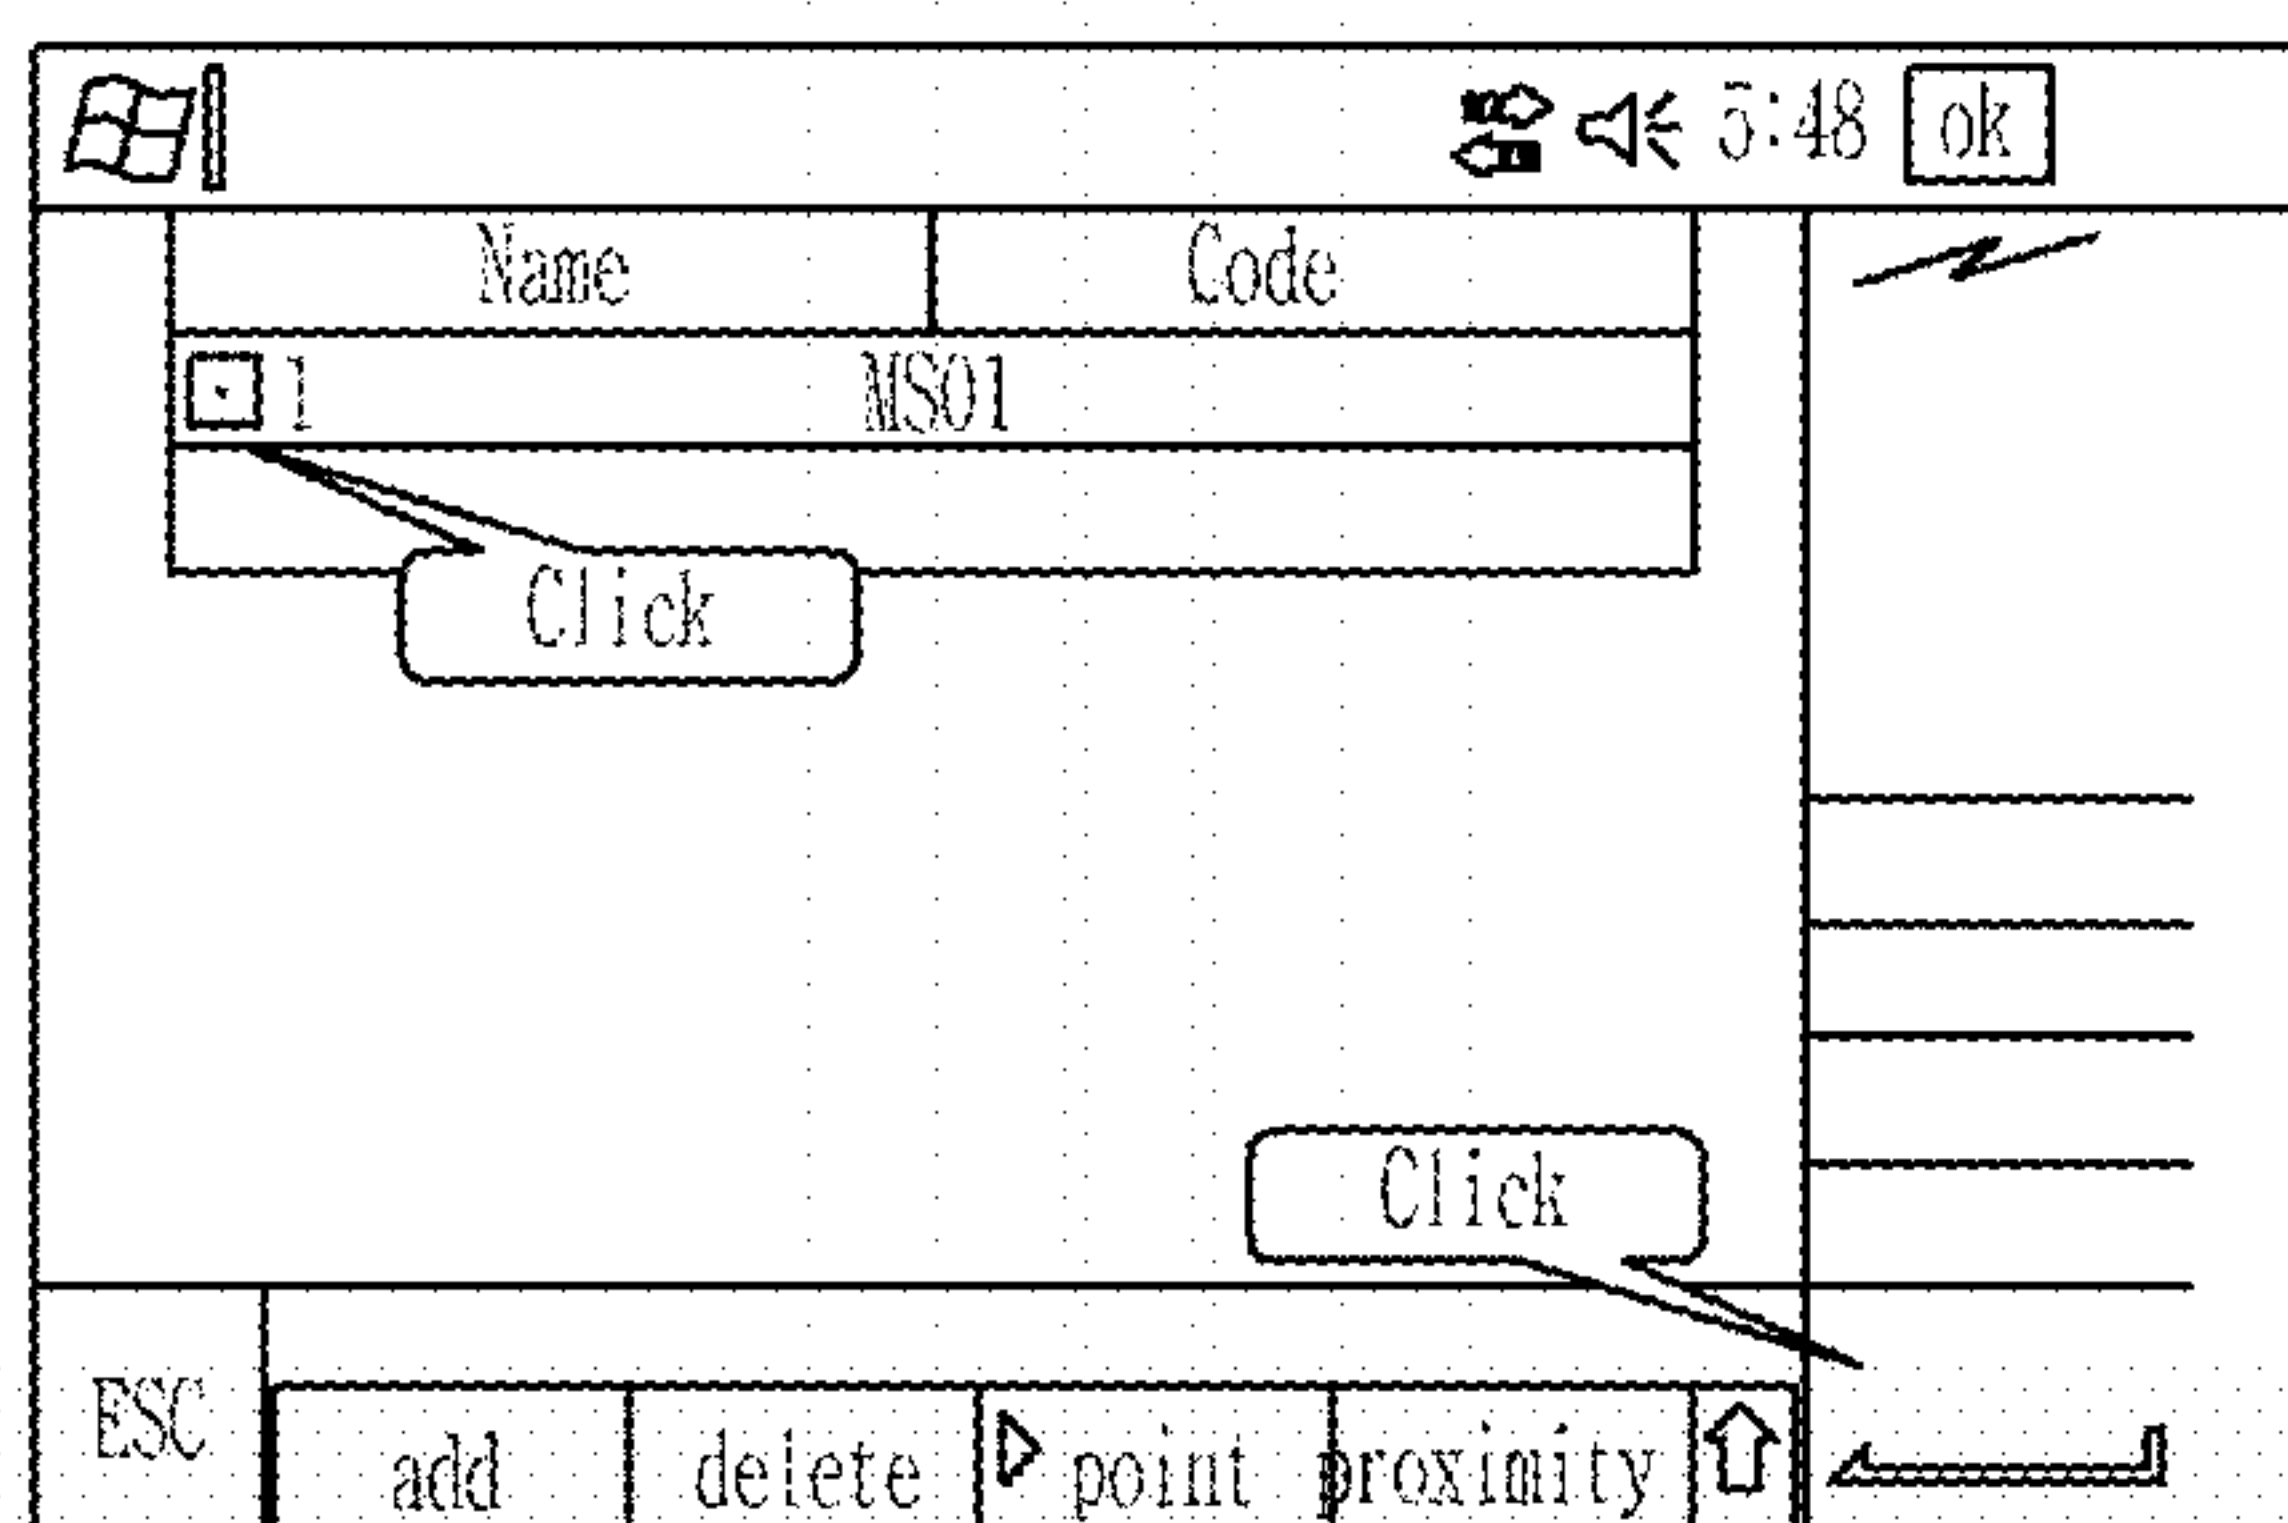 5:48 ok
Name Code
1 MS01
Click
Click
ESC add delete point proximity